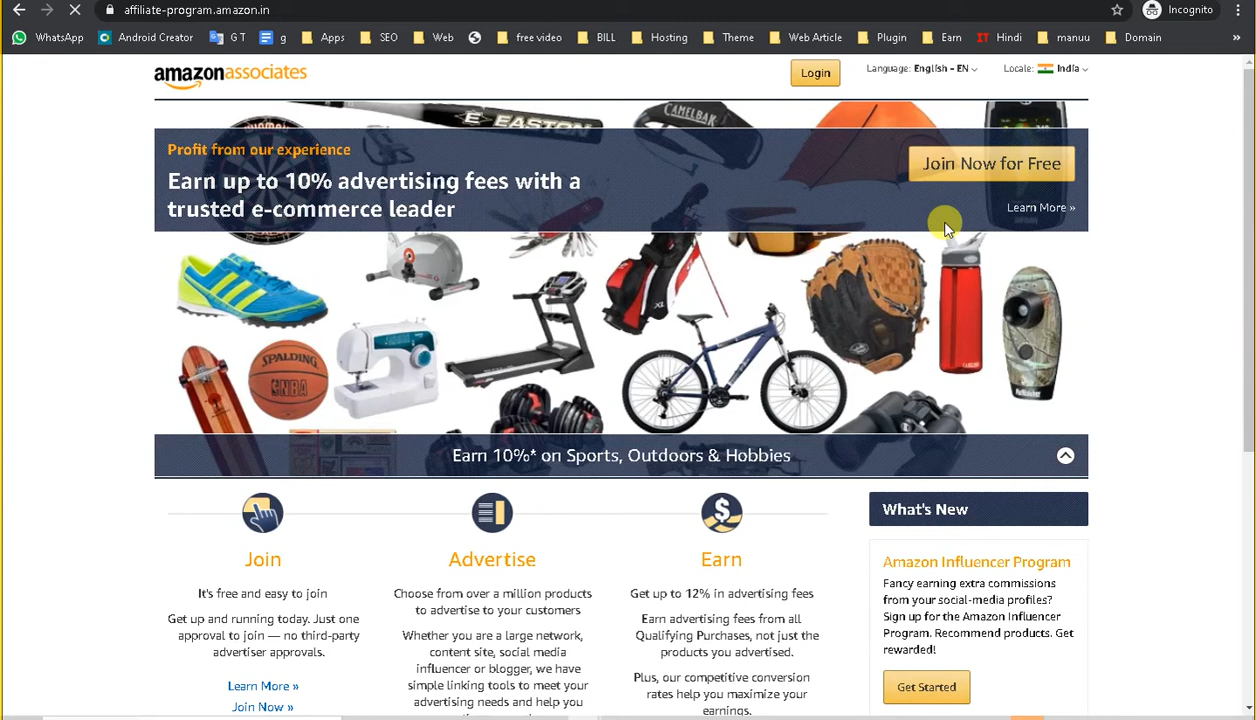 affiliate-program.amazon.in
Incognito
WhatsApp
Android Creator
G T
g
Apps
SEO
Web
free video
BILL
Hosting
Theme
Web Article
Plugin
Earn
Hindi
manuu
Domain
»
amazonassociates
Login
Language: English - EN
Locale: India
EASTON
CAMELBAK
Profit from our experience
Earn up to 10% advertising fees with a
trusted e-commerce leader
Join Now for Free
Learn More »
XL
SPALDING
NBA
Earn 10%* on Sports, Outdoors & Hobbies
Join
It's free and easy to join
Get up and running today. Just one
approval to join — no third-party
advertiser approvals.
Learn More »
Join Now »
Advertise
Choose from over a million products
to advertise to your customers
Whether you are a large network,
content site, social media
influencer or blogger, we have
simple linking tools to meet your
advertising needs and help you
Earn
Get up to 12% in advertising fees
Earn advertising fees from all
Qualifying Purchases, not just the
products you advertised.
Plus, our competitive conversion
rates help you maximize your
earnings.
What's New
Amazon Influencer Program
Fancy earning extra commissions
from your social-media profiles?
Sign up for the Amazon Influencer
Program. Recommend products. Get
rewarded!
Get Started